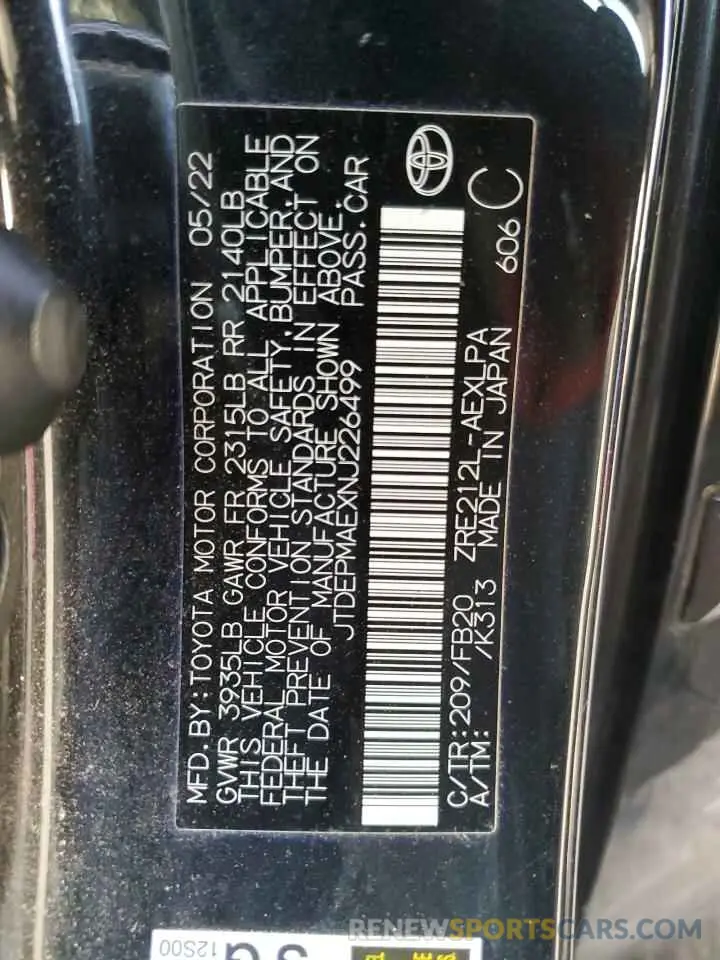 MFD.BY:TOYOTA MOTOR CORPORATION 05/22
GVWR 3935LB GAWR FR 2315LB RR 2140LB
THIS VEHICLE CONFORMS TO ALL APPLICABLE
FEDERAL MOTOR VEHICLE SAFETY,BUMPER,AND
THEFT PREVENTION STANDARDS IN EFFECT ON
THE DATE OF MANUFACTURE SHOWN ABOVE.
JTDEPMAEXNJ226499 PASS.CAR
C/TR:209/FB20 ZRE212L-AEXLPA
A/TM: /K313 MADE IN JAPAN 606 C
12S00
RENEWSPORTSCARS.COM